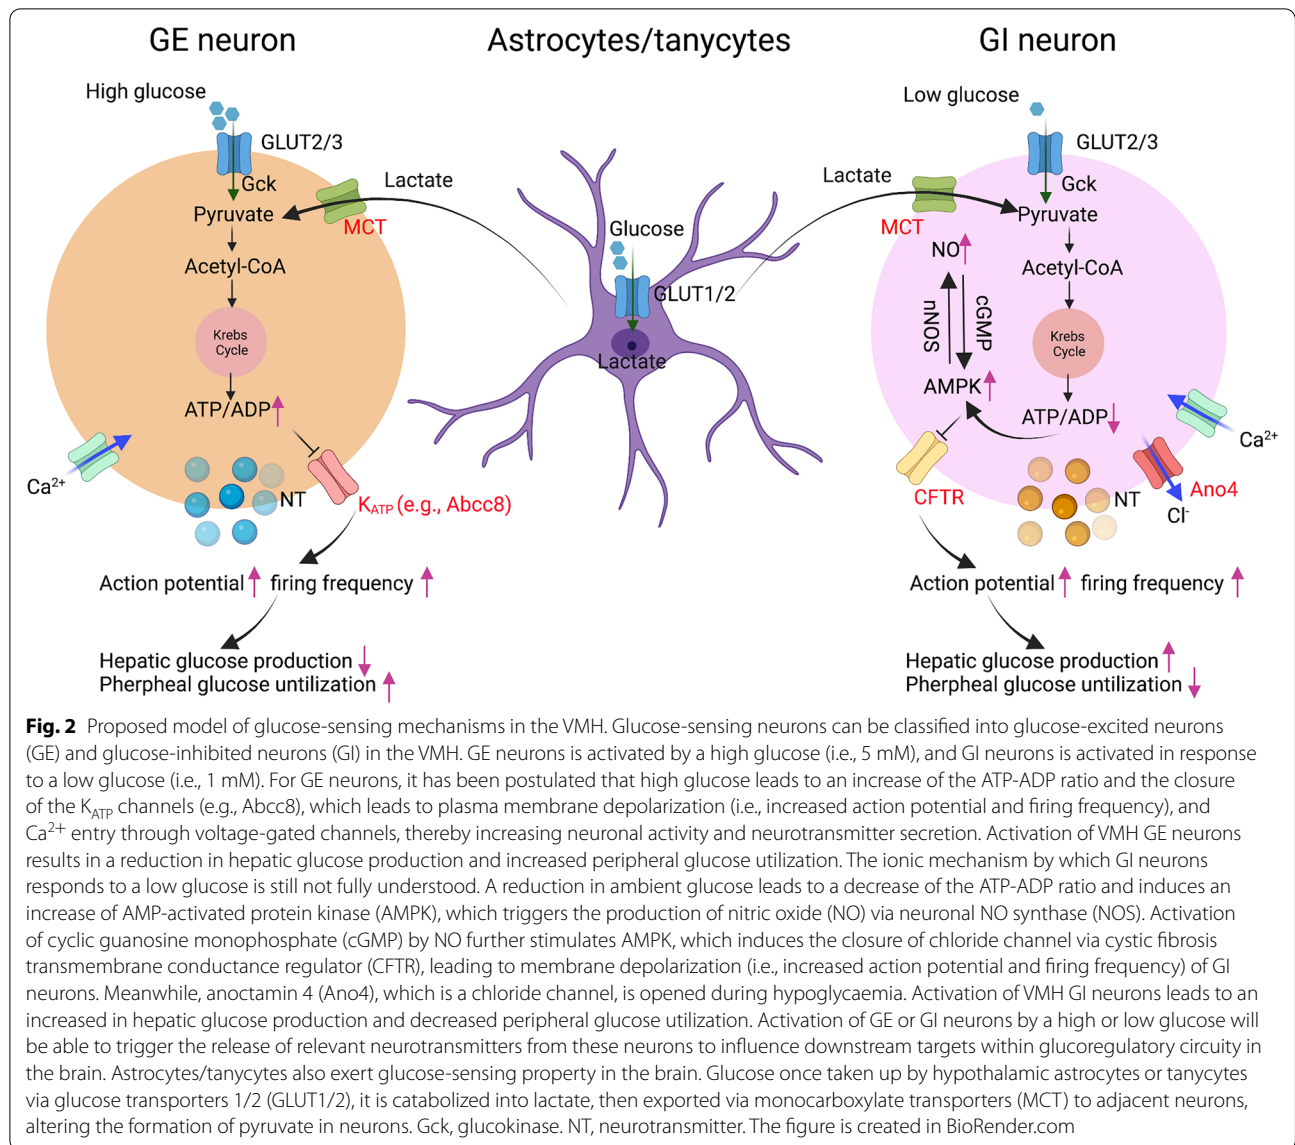 GE neuron
Astrocytes/tanycytes
GI neuron
High glucose
GLUT2/3
Gck
Pyruvate
Lactate
MCT
Acetyl-CoA
Krebs
Cycle
ATP/ADP
Ca2+
NT
KATP (e.g., Abcc8)
Action potential firing frequency
Hepatic glucose production
Pherpheal glucose untilization
Glucose
GLUT1/2
Lactate
Low glucose
GLUT2/3
Gck
Lactate
MCT
Pyruvate
NO
Acetyl-CoA
nNOS
cGMP
Krebs
Cycle
AMPK
ATP/ADP
Ca2+
CFTR
NT
Ano4
Cl-
Action potential firing frequency
Hepatic glucose production
Pherpheal glucose untilization
Fig. 2 Proposed model of glucose-sensing mechanisms in the VMH. Glucose-sensing neurons can be classified into glucose-excited neurons
(GE) and glucose-inhibited neurons (GI) in the VMH. GE neurons is activated by a high glucose (i.e., 5 mM), and GI neurons is activated in response
to a low glucose (i.e., 1 mM). For GE neurons, it has been postulated that high glucose leads to an increase of the ATP-ADP ratio and the closure
of the KATP channels (e.g., Abcc8), which leads to plasma membrane depolarization (i.e., increased action potential and firing frequency), and
Ca2+ entry through voltage-gated channels, thereby increasing neuronal activity and neurotransmitter secretion. Activation of VMH GE neurons
results in a reduction in hepatic glucose production and increased peripheral glucose utilization. The ionic mechanism by which GI neurons
responds to a low glucose is still not fully understood. A reduction in ambient glucose leads to a decrease of the ATP-ADP ratio and induces an
increase of AMP-activated protein kinase (AMPK), which triggers the production of nitric oxide (NO) via neuronal NO synthase (NOS). Activation
of cyclic guanosine monophosphate (cGMP) by NO further stimulates AMPK, which induces the closure of chloride channel via cystic fibrosis
transmembrane conductance regulator (CFTR), leading to membrane depolarization (i.e., increased action potential and firing frequency) of GI
neurons. Meanwhile, anoctamin 4 (Ano4), which is a chloride channel, is opened during hypoglycaemia. Activation of VMH GI neurons leads to an
increased in hepatic glucose production and decreased peripheral glucose utilization. Activation of GE or GI neurons by a high or low glucose will
be able to trigger the release of relevant neurotransmitters from these neurons to influence downstream targets within glucoregulatory circuity in
the brain. Astrocytes/tanycytes also exert glucose-sensing property in the brain. Glucose once taken up by hypothalamic astrocytes or tanycytes
via glucose transporters 1/2 (GLUT1/2), it is catabolized into lactate, then exported via monocarboxylate transporters (MCT) to adjacent neurons,
altering the formation of pyruvate in neurons. Gck, glucokinase. NT, neurotransmitter. The figure is created in BioRender.com